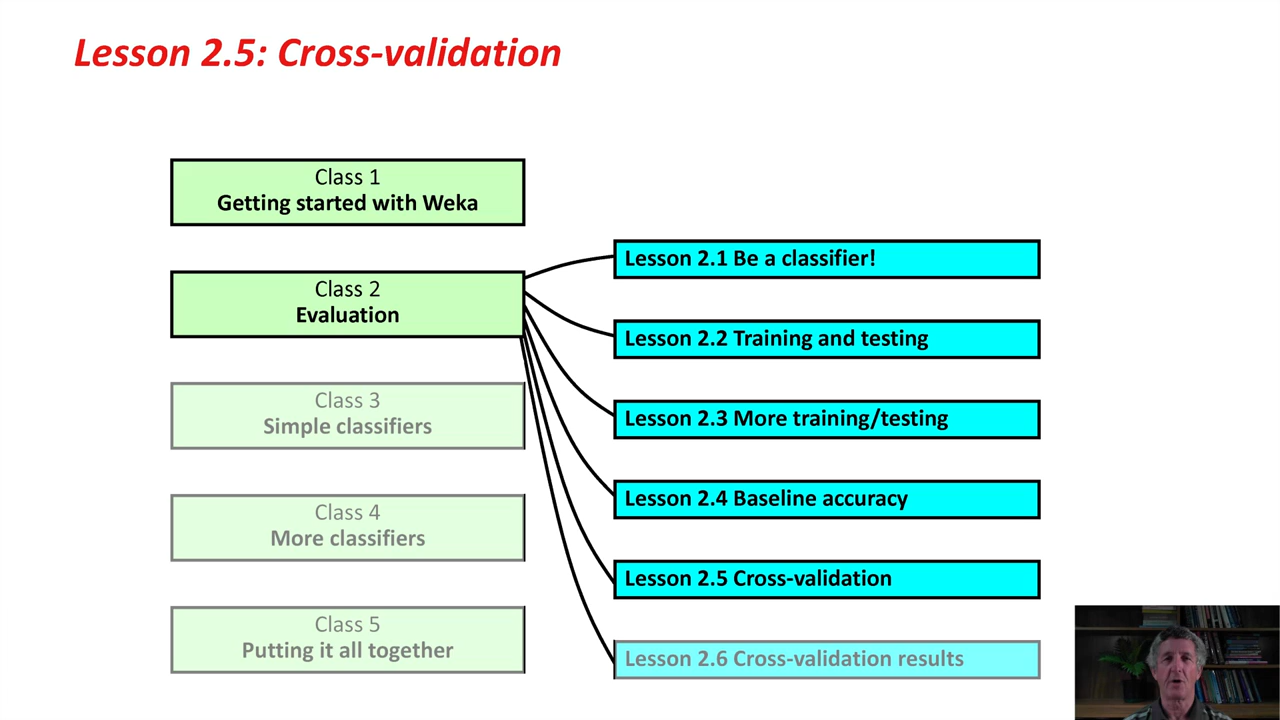 Lesson 2.5: Cross-validation
Class 1
Getting started with Weka
Class 2
Evaluation
Class 3
Simple classifiers
Class 4
More classifiers
Class 5
Putting it all together
Lesson 2.1 Be a classifier!
Lesson 2.2 Training and testing
Lesson 2.3 More training/testing
Lesson 2.4 Baseline accuracy
Lesson 2.5 Cross-validation
Lesson 2.6 Cross-validation results